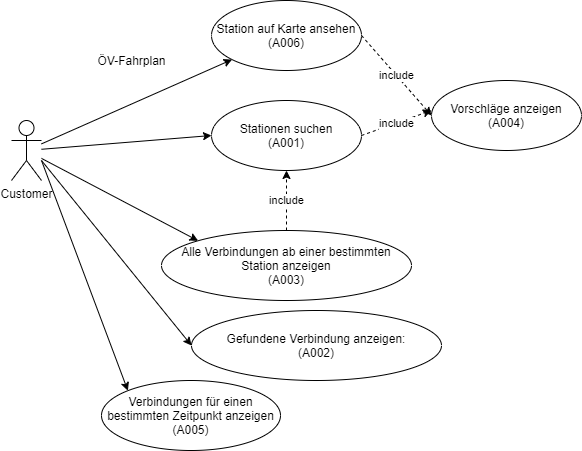 Station auf Karte ansehen
(A006)
ÖV-Fahrplan
include
Vorschläge anzeigen
(A004)
include
Stationen suchen
(A001)
Customer
include
Alle Verbindungen ab einer bestimmten
Station anzeigen
(A003)
Gefundene Verbindung anzeigen:
(A002)
Verbindungen für einen
bestimmten Zeitpunkt anzeigen
(A005)